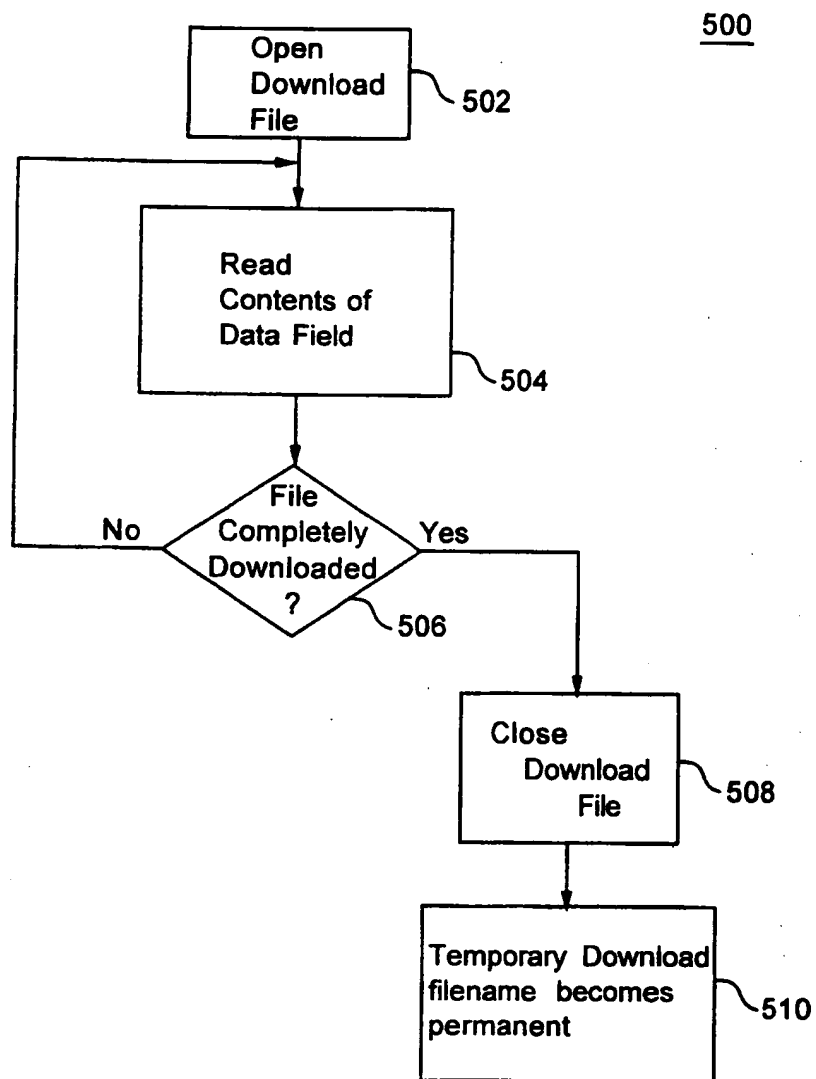 500
Open
Download
File
502
Read
Contents of
Data Field
504
File
Completely
Downloaded
?
No
Yes
506
Close
Download
File
508
Temporary Download
filename becomes
permanent
510